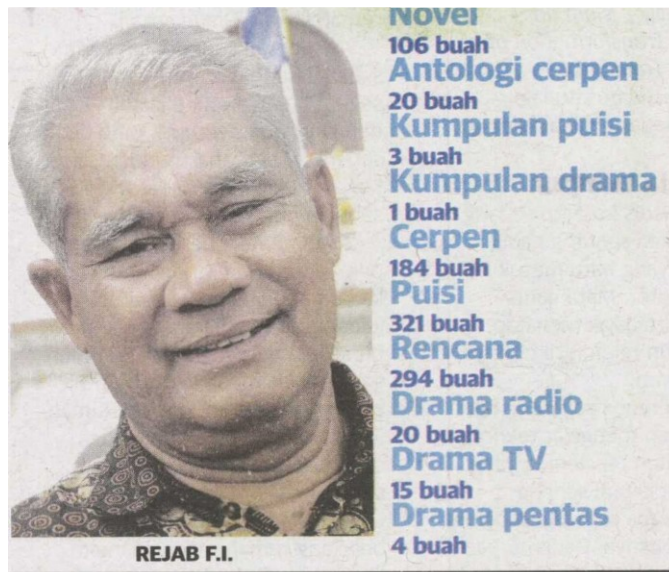 Novel
106 buah
Antologi cerpen
20 buah
Kumpulan puisi
3 buah
Kumpulan drama
1 buah
Cerpen
184 buah
Puisi
321 buah
Rencana
294 buah
Drama radio
20 buah
Drama TV
15 buah
Drama pentas
4 buah
REJAB F.I.